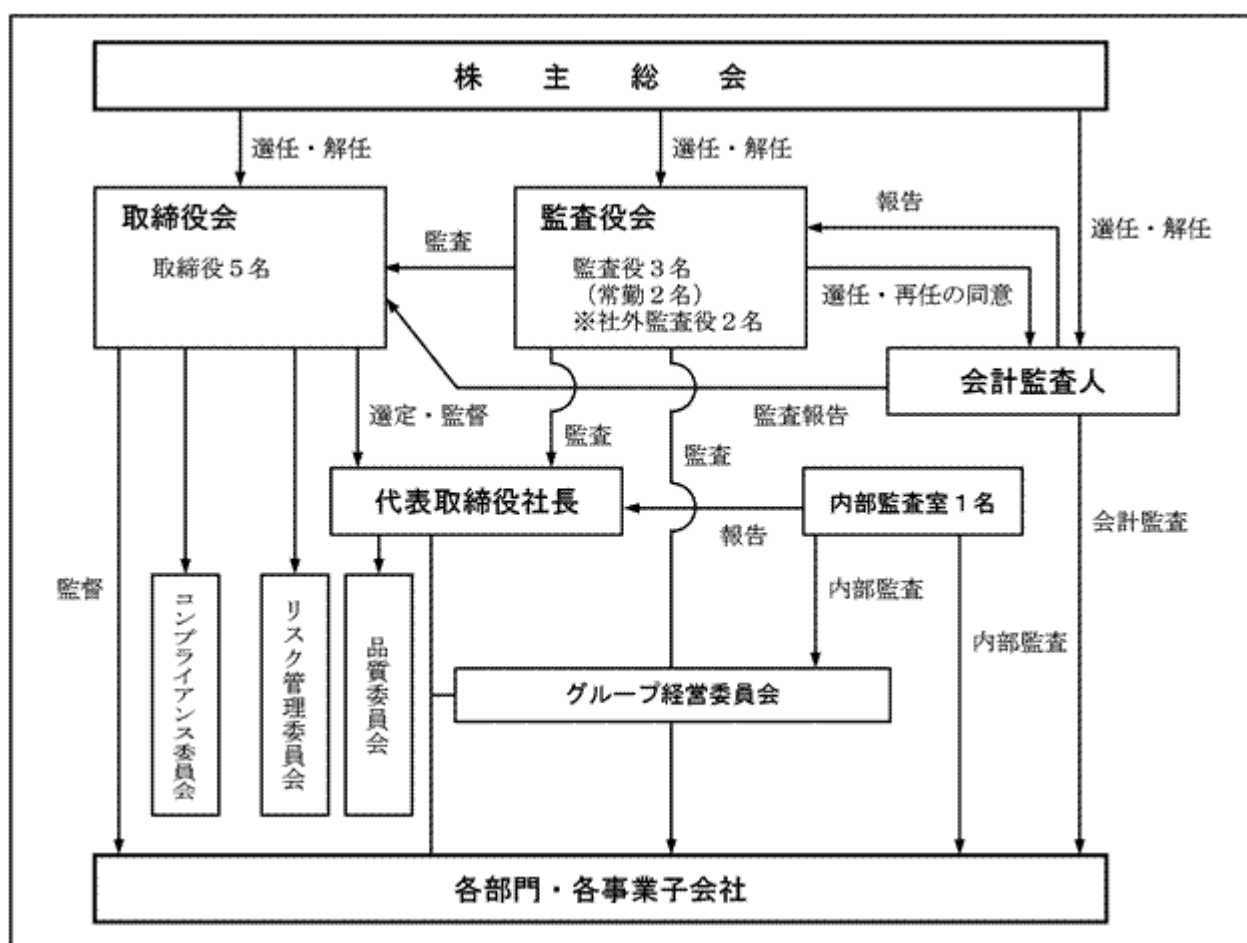 株主総会
選任・解任
選任・解任
選任・解任
取締役会
取締役５名
監査
監査役会
監査役３名
（常勤２名）
※社外監査役２名
報告
選任・再任の同意
会計監査人
選定・監督
監査
監査
監査報告
代表取締役社長
報告
内部監査室１名
会計監査
監督
コンプライアンス委員会
リスク管理委員会
品質委員会
内部監査
内部監査
グループ経営委員会
各部門・各事業子会社